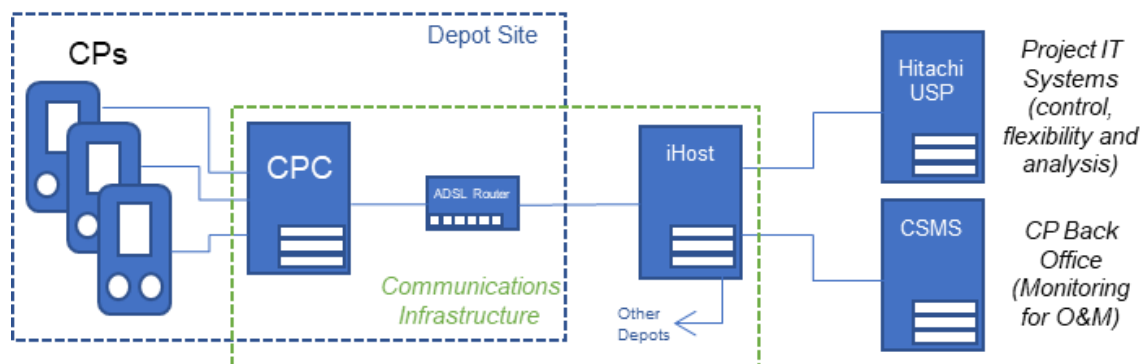 Depot Site
CPs
CPC
ADSL Router
Communications
Infrastructure
iHost
Other
Depots
Hitachi
USP
Project IT
Systems
(control,
flexibility and
analysis)
CSMS
CP Back
Office
(Monitoring
for O&M)